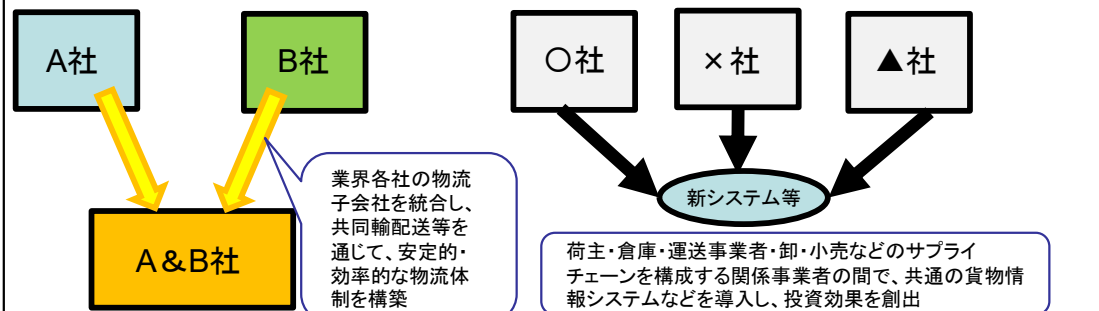 A社
B社
〇社
×社
▲社
業界各社の物流
子会社を統合し、
共同輸配送等を
通じて、安定的・
効率的な物流体
制を構築
A&B社
新システム等
荷主・倉庫・運送事業者・卸・小売などのサプライ
チェーンを構成する関係事業者の間で、共通の貨物情
報システムなどを導入し、投資効果を創出